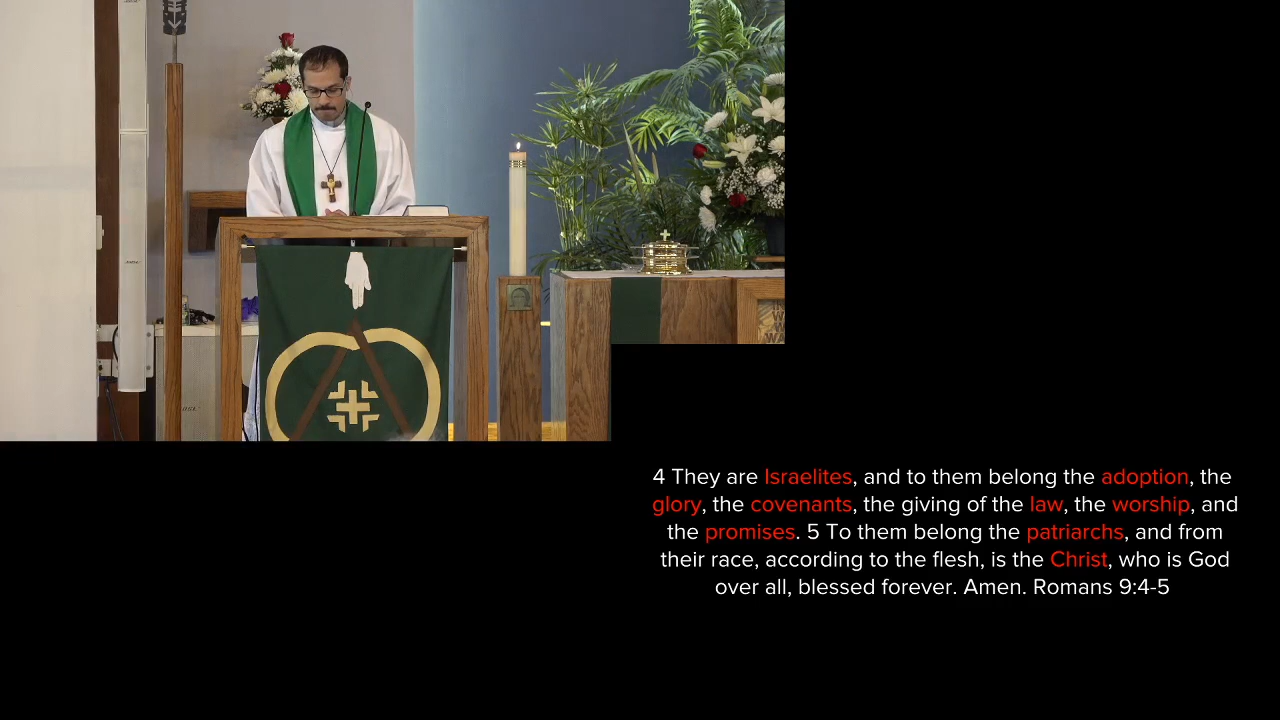 4 They are Israelites, and to them belong the adoption, the
glory, the covenants, the giving of the law, the worship, and
the promises. 5 To them belong the patriarchs, and from
their race, according to the flesh, is the Christ, who is God
over all, blessed forever. Amen. Romans 9:4-5